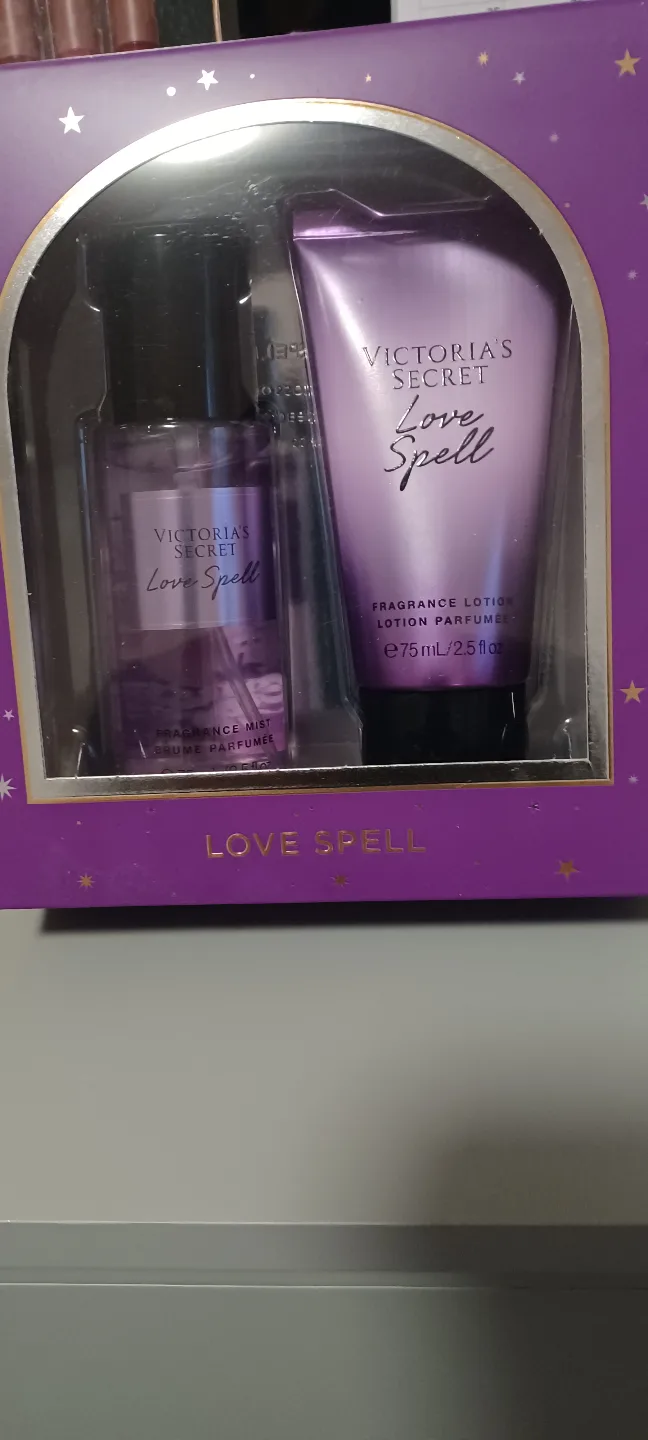 VICTORIA'S
SECRET
Love Spell
FRAGRANCE MIST
BRUME PARFUMÉE
VICTORIA'S
SECRET
Love
Spell
FRAGRANCE LOTION
LOTION PARFUMÉE
℮75 mL/2.5 fl oz
LOVE SPELL